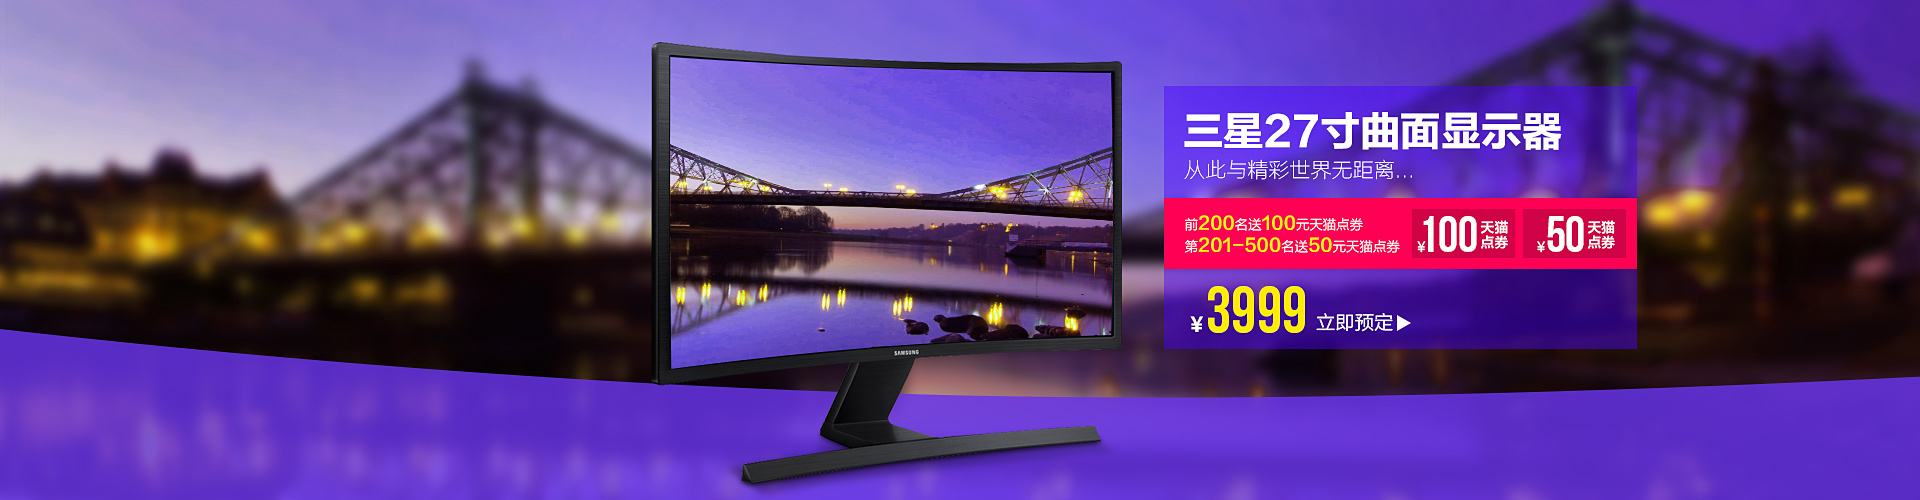 三星27寸曲面显示器
从此与精彩世界无距离...
前200名送100元天猫点券
第201-500名送50元天猫点券
¥100天猫点券
¥50天猫点券
¥3999 立即预定▶
SAMSUNG